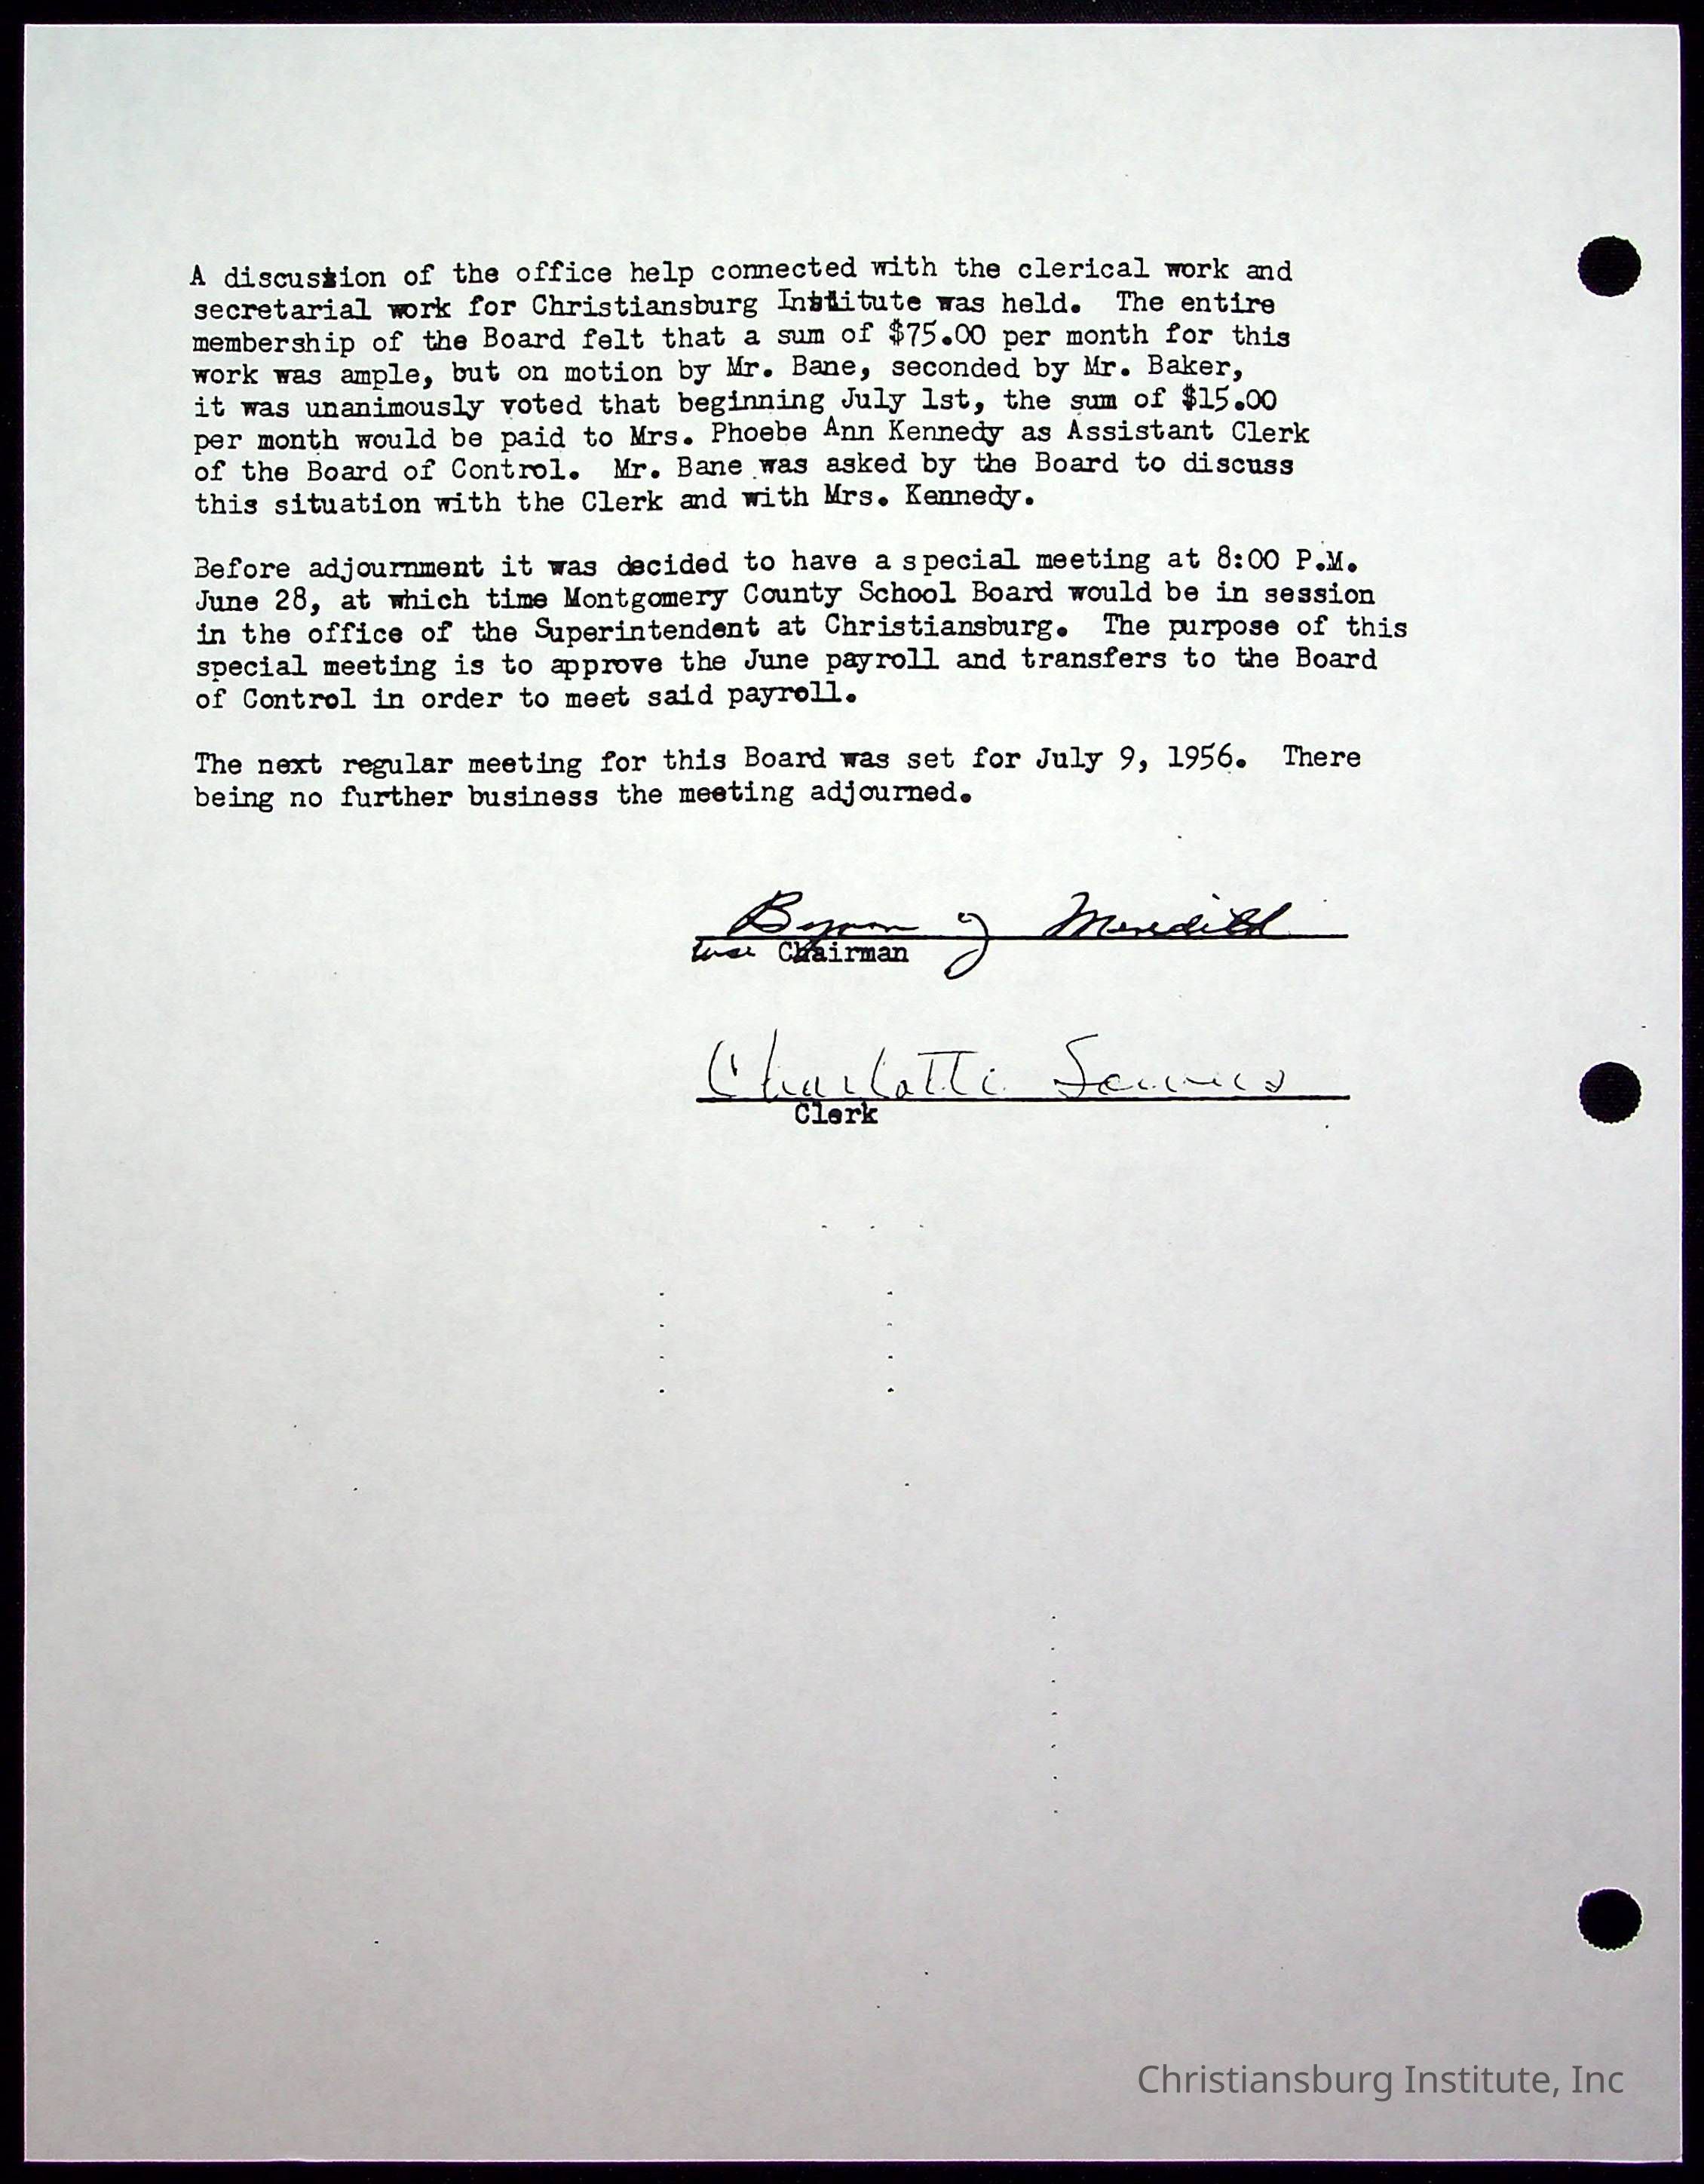 A discussion of the office help connected with the clerical work and
secretarial work for Christiansburg Institute was held. The entire
membership of the Board felt that a sum of $75.00 per month for this
work was ample, but on motion by Mr. Bane, seconded by Mr. Baker,
it was unanimously voted that beginning July 1st, the sum of $15.00
per month would be paid to Mrs. Phoebe Ann Kennedy as Assistant Clerk
of the Board of Control. Mr. Bane was asked by the Board to discuss
this situation with the Clerk and with Mrs. Kennedy.
Before adjournment it was decided to have a special meeting at 8:00 P.M.
June 28, at which time Montgomery County School Board would be in session
in the office of the Superintendent at Christiansburg. The purpose of this
special meeting is to approve the June payroll and transfers to the Board
of Control in order to meet said payroll.
The next regular meeting for this Board was set for July 9, 1956. There
being no further business the meeting adjourned.
Byron J Meredith
Chairman
Charlotte
Clerk
Christiansburg Institute, Inc